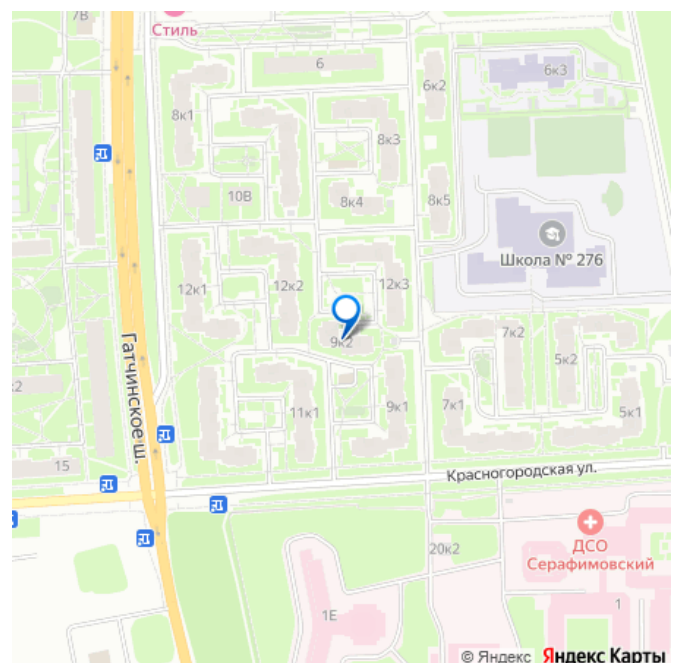 7В
Стиль
6
6к2
6к3
8к1
8к3
10В
8к4
8к5
Школа № 276
12к1
12к2
12к3
Гатчинское ш.
9к2
7к2
5к2
к2
11к1
9к1
7к1
5к1
15
Красногородская ул.
20к2
ДСО
Серафимовский
1Е
1
© Яндекс Яндекс Карты